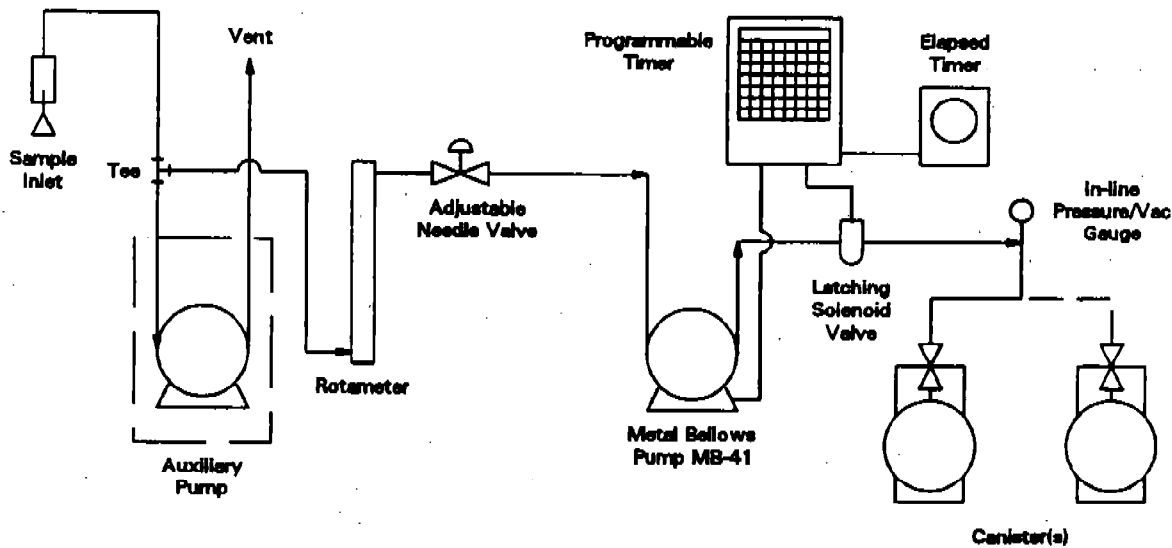 Vent
Programmable
Timer
Elapsed
Timer
Sample
Inlet
Tee
Adjustable
Needle Valve
In-line
Pressure/Vac
Gauge
Latching
Solenoid
Valve
Rotameter
Metal Bellows
Pump MB-41
Auxiliary
Pump
Canister(s)